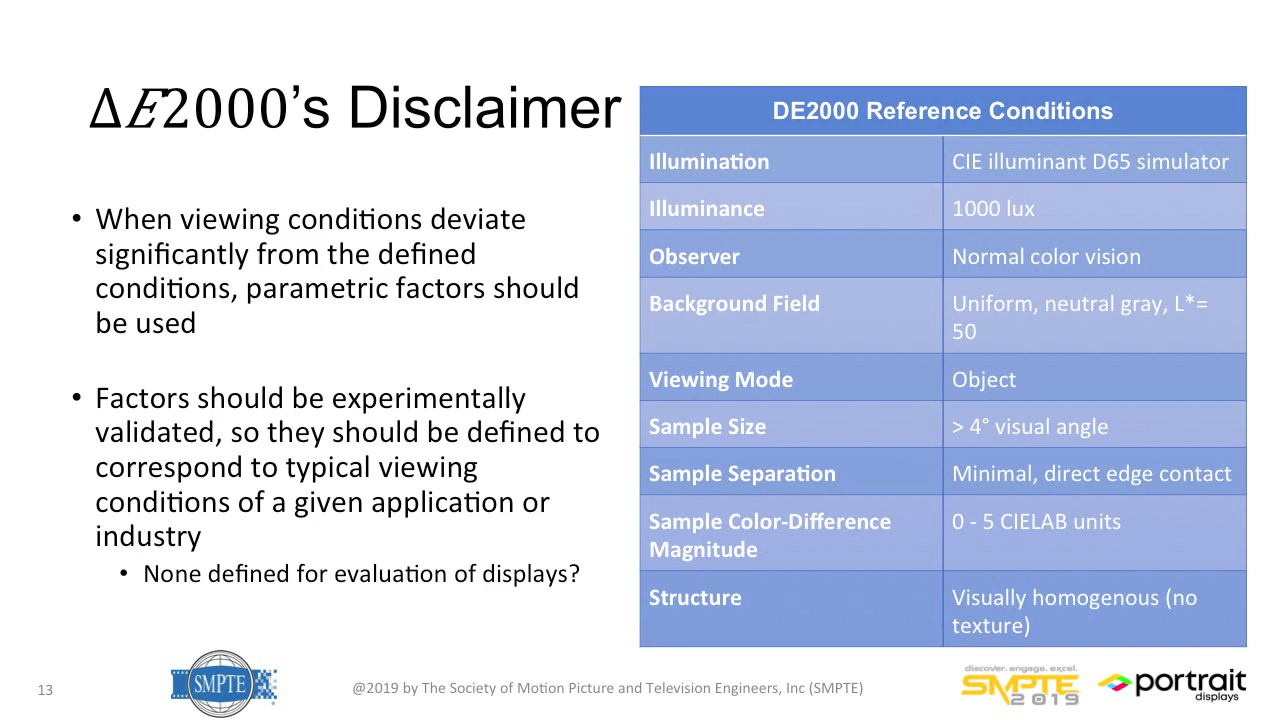 Δ𝐸2000’s Disclaimer
• When viewing conditions deviate
significantly from the defined
conditions, parametric factors should
be used
• Factors should be experimentally
validated, so they should be defined to
correspond to typical viewing
conditions of a given application or
industry
• None defined for evaluation of displays?
DE2000 Reference Conditions
Illumination CIE illuminant D65 simulator
Illuminance 1000 lux
Observer Normal color vision
Background Field Uniform, neutral gray, L*=
50
Viewing Mode Object
Sample Size > 4° visual angle
Sample Separation Minimal, direct edge contact
Sample Color-Difference 0 - 5 CIELAB units
Magnitude
Structure Visually homogenous (no
texture)
13
SMPTE
@2019 by The Society of Motion Picture and Television Engineers, Inc (SMPTE)
discover. engage. excel.
SMPTE
2019
portrait
displays